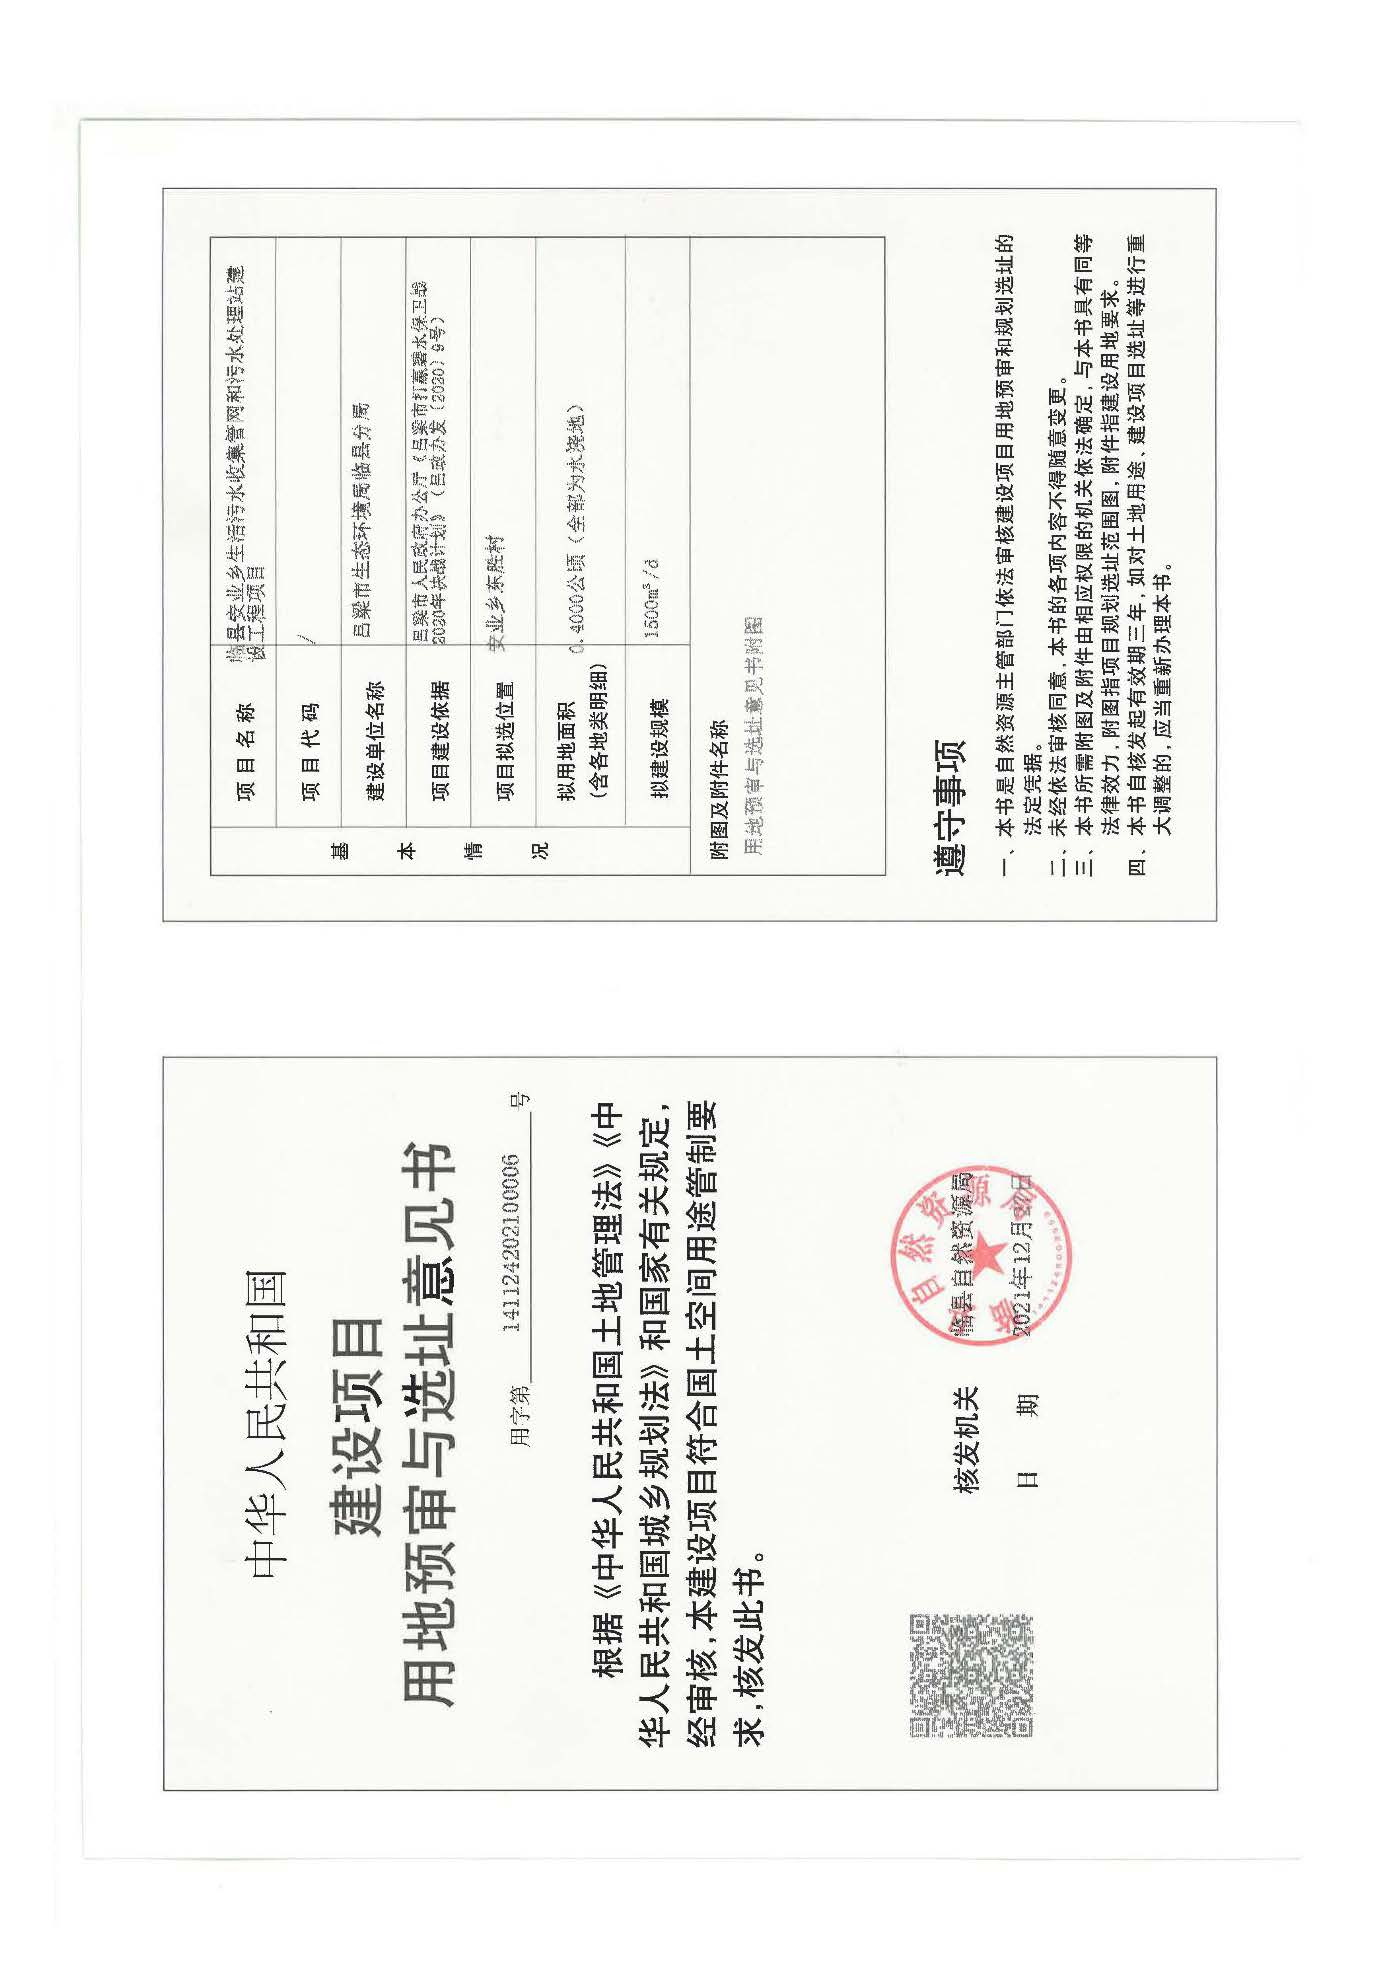 中华人民共和国
建设项目
用地预审与选址意见书
用字第 141124202100006 号
根据《中华人民共和国土地管理法》《中
华人民共和国城乡规划法》和国家有关规定，
经审核，本建设项目符合国土空间用途管制要
求，核发此书。
核发机关 临县自然资源局
日 期 2021年12月
基本情况
项目名称 临县安业乡生活污水收集管网和污水处理站建
设工程项目
项目代码 /
建设单位名称 吕梁市生态环境局临县分局
项目建设依据 吕梁市人民政府办公厅《吕梁市打赢碧水保卫战
2020年决战计划》（吕政办发〔2020〕9号）
项目拟选位置 安业乡东胜村
拟用地面积
（含各地类明细） 0.4000公顷（全部为水浇地）
拟建设规模 1500m³/d
附图及附件名称
用地预审与选址意见书附图
遵守事项
一、本书是自然资源主管部门依法审核建设项目用地预审和规划选址的
法定凭据。
二、未经依法审核同意，本书的各项内容不得随意变更。
三、本书所需附图及附件由相应权限的机关依法确定，与本书具有同等
法律效力，附图指项目规划选址范围图，附件指建设用地要求。
四、本书自核发起有效期三年，如对土地用途、建设项目选址等进行重
大调整的，应当重新办理本书。